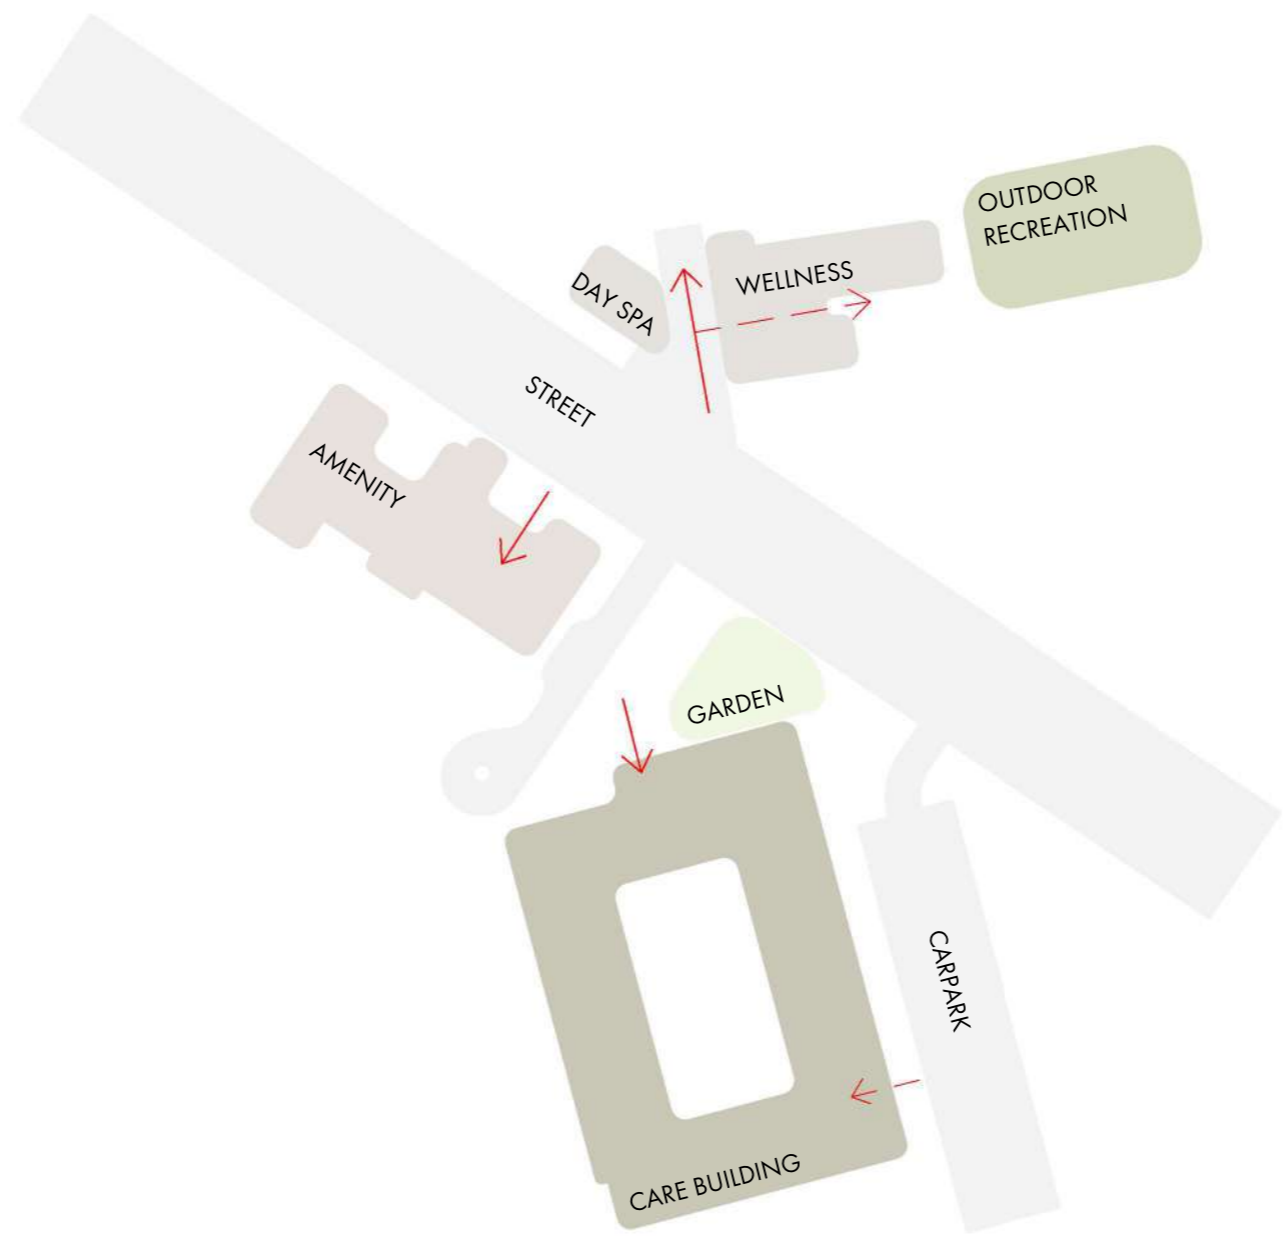 OUTDOOR
RECREATION
WELLNESS
DAY SPA
STREET
AMENITY
GARDEN
CARPARK
CARE BUILDING